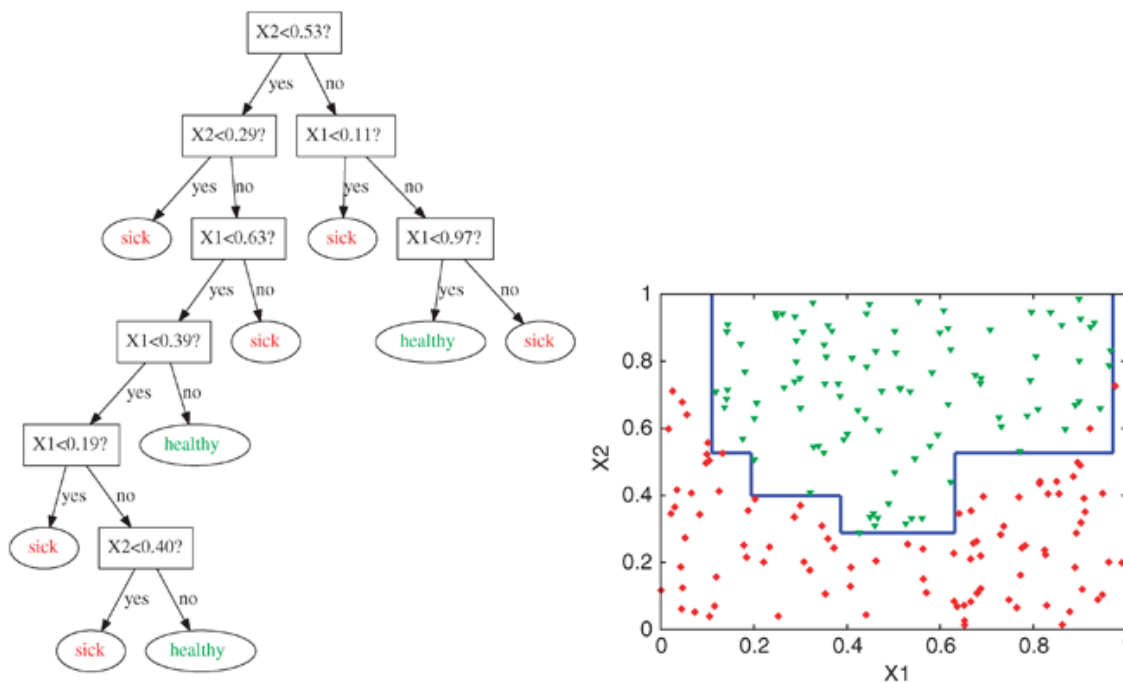 X2<0.53?
yes no
X2<0.29? X1<0.11?
yes no yes no
sick X1<0.63? sick X1<0.97?
yes no yes no
X1<0.39? sick healthy sick
yes no
X1<0.19? healthy
yes no
sick X2<0.40?
yes no
sick healthy
1
0.8
0.6
X2
0.4
0.2
0
0 0.2 0.4 0.6 0.8
X1